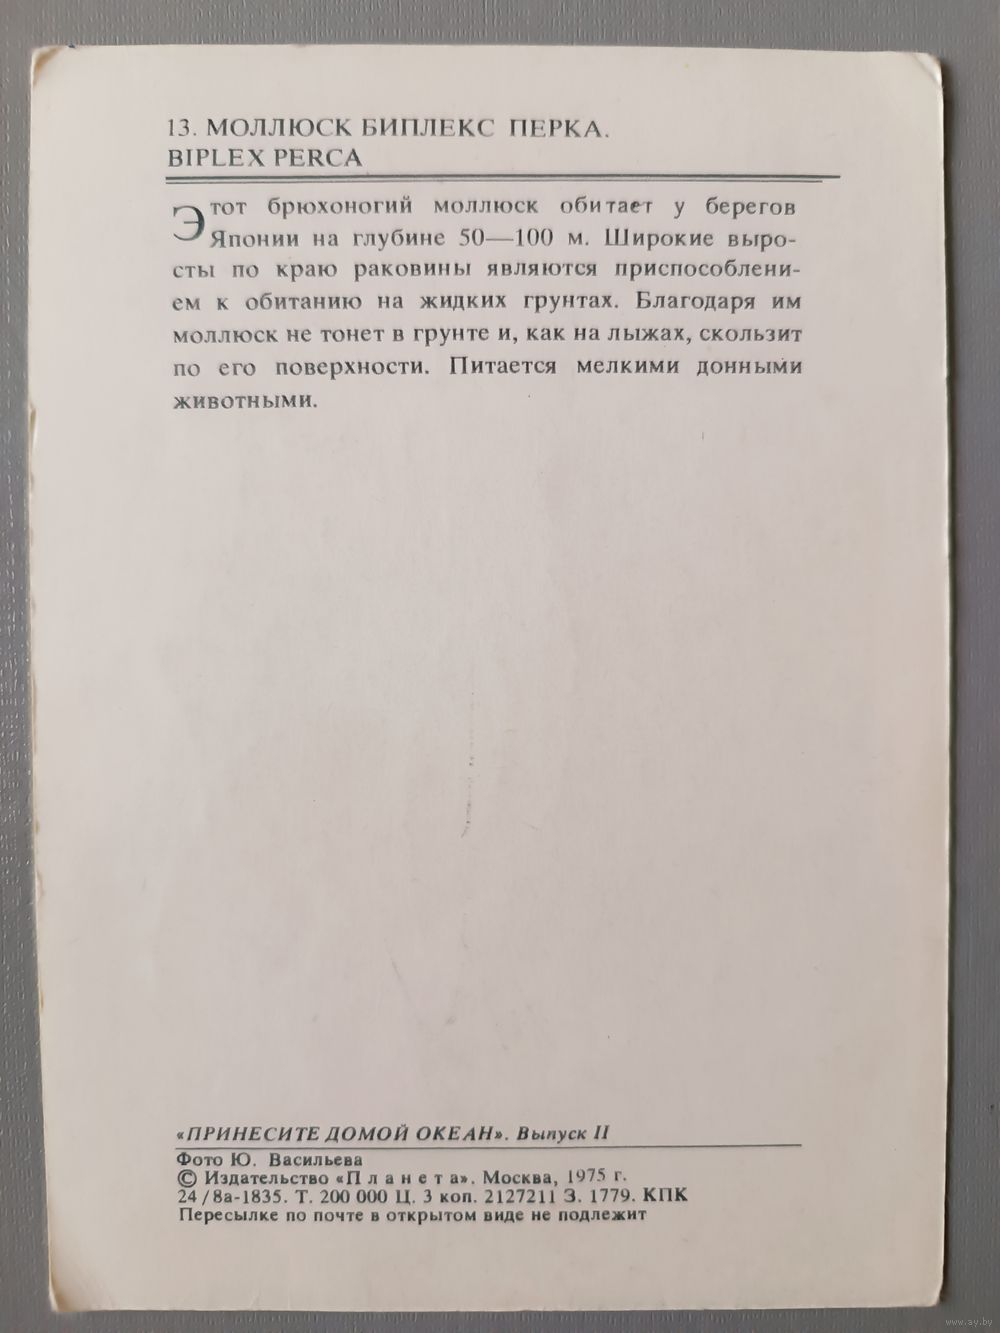 13. МОЛЛЮСК БИПЛЕКС ПЕРКА.
BIPLEX PERCA
Этот брюхоногий моллюск обитает у берегов
Японии на глубине 50—100 м. Широкие выро-
сты по краю раковины являются приспособлени-
ем к обитанию на жидких грунтах. Благодаря им
моллюск не тонет в грунте и, как на лыжах, скользит
по его поверхности. Питается мелкими донными
животными.
«ПРИНЕСИТЕ ДОМОЙ ОКЕАН». Выпуск II
Фото Ю. Васильева
© Издательство «П л а н е т а». Москва, 1975 г.
24/8а-1835. Т. 200 000 Ц. 3 коп. 2127211 З. 1779. КПК
Пересылке по почте в открытом виде не подлежит
www.ay.by